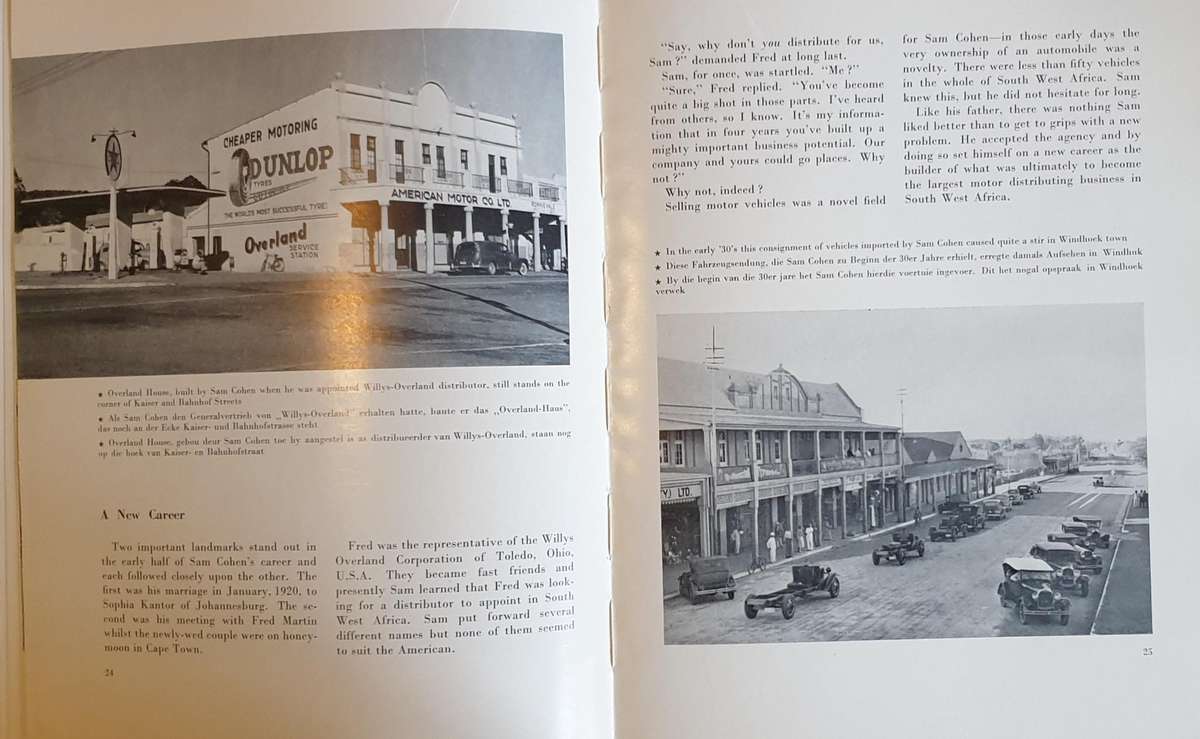 CHEAPER MOTORING
DUNLOP
TYRES
THE WORLDS MOST SUCCESSFUL TYRE!
Overland
SERVICE
STATION
AMERICAN MOTOR CO. LTD
★ Overland House, built by Sam Cohen when he was appointed Willys-Overland distributor, still stands on the
corner of Kaiser and Bahnhof Streets
★ Als Sam Cohen den Generalvertrieb von „Willys-Overland" erhalten hatte, baute er das „Overland-Haus",
das noch an der Ecke Kaiser- und Bahnhofstrasse steht
★ Overland House, gebou deur Sam Cohen toe hy aangestel is as distribueerder van Willys-Overland, staan nog
op die hoek van Kaiser- en Bahnhofstraat
A New Career
Two important landmarks stand out in
the early half of Sam Cohen's career and
each followed closely upon the other. The
first was his marriage in January, 1920, to
Sophia Kantor of Johannesburg. The se-
cond was his meeting with Fred Martin
whilst the newly-wed couple were on honey-
moon in Cape Town.
Fred was the representative of the Willys
Overland Corporation of Toledo, Ohio,
U.S.A. They became fast friends and
presently Sam learned that Fred was look-
ing for a distributor to appoint in South
West Africa. Sam put forward several
different names but none of them seemed
to suit the American.
24
"Say, why don't you distribute for us,
Sam?" demanded Fred at long last.
Sam, for once, was startled. "Me?"
"Sure," Fred replied. "You've become
quite a big shot in those parts. I've heard
from others, so I know. It's my informa-
tion that in four years you've built up a
mighty important business potential. Our
company and yours could go places. Why
not?"
Why not, indeed?
Selling motor vehicles was a novel field
for Sam Cohen—in those early days the
very ownership of an automobile was a
novelty. There were less than fifty vehicles
in the whole of South West Africa. Sam
knew this, but he did not hesitate for long.
Like his father, there was nothing Sam
liked better than to get to grips with a new
problem. He accepted the agency and by
doing so set himself on a new career as the
builder of what was ultimately to become
the largest motor distributing business in
South West Africa.
★ In the early '30's this consignment of vehicles imported by Sam Cohen caused quite a stir in Windhoek town
★ Diese Fahrzeugsendung, die Sam Cohen zu Beginn der 30er Jahre erhielt, erregte damals Aufsehen in Windhuk
★ By die begin van die 30er jare het Sam Cohen hierdie voertuie ingevoer. Dit het nogal opspraak in Windhoek
verwek
TY) LTD.
25